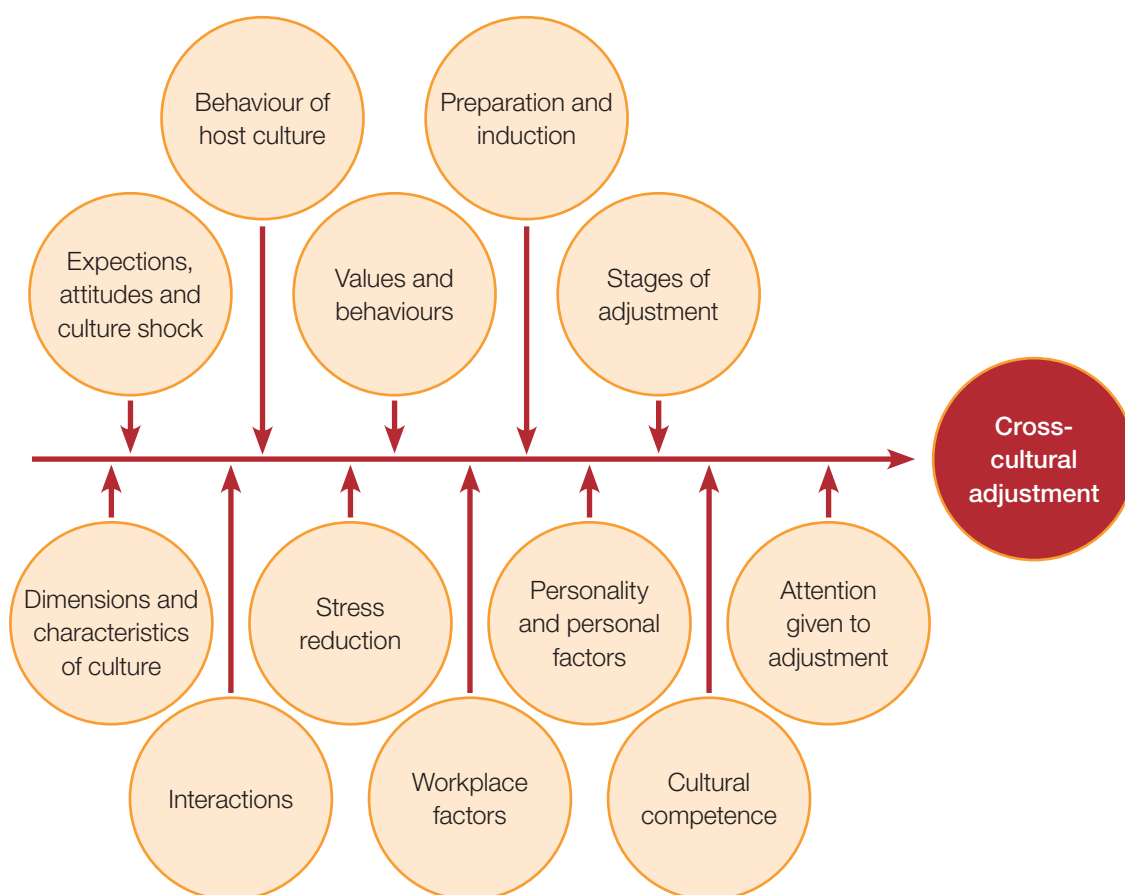 Behaviour of
host culture
Preparation and
induction
Expections,
attitudes and
culture shock
Values and
behaviours
Stages of
adjustment
Cross-
cultural
adjustment
Dimensions and
characteristics
of culture
Stress
reduction
Personality
and personal
factors
Attention
given to
adjustment
Interactions
Workplace
factors
Cultural
competence